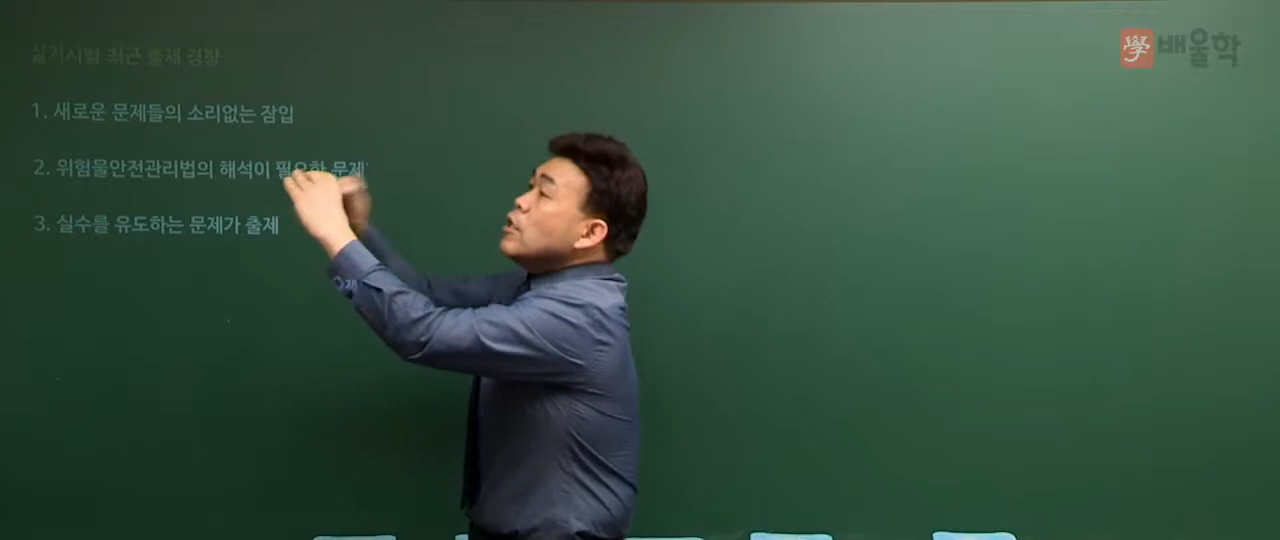 실기시험 최근 출제 경향
學 배울학
1. 새로운 문제들의 소리없는 잠입
2. 위험물안전관리법의 해석이 필요한 문제
3. 실수를 유도하는 문제가 출제